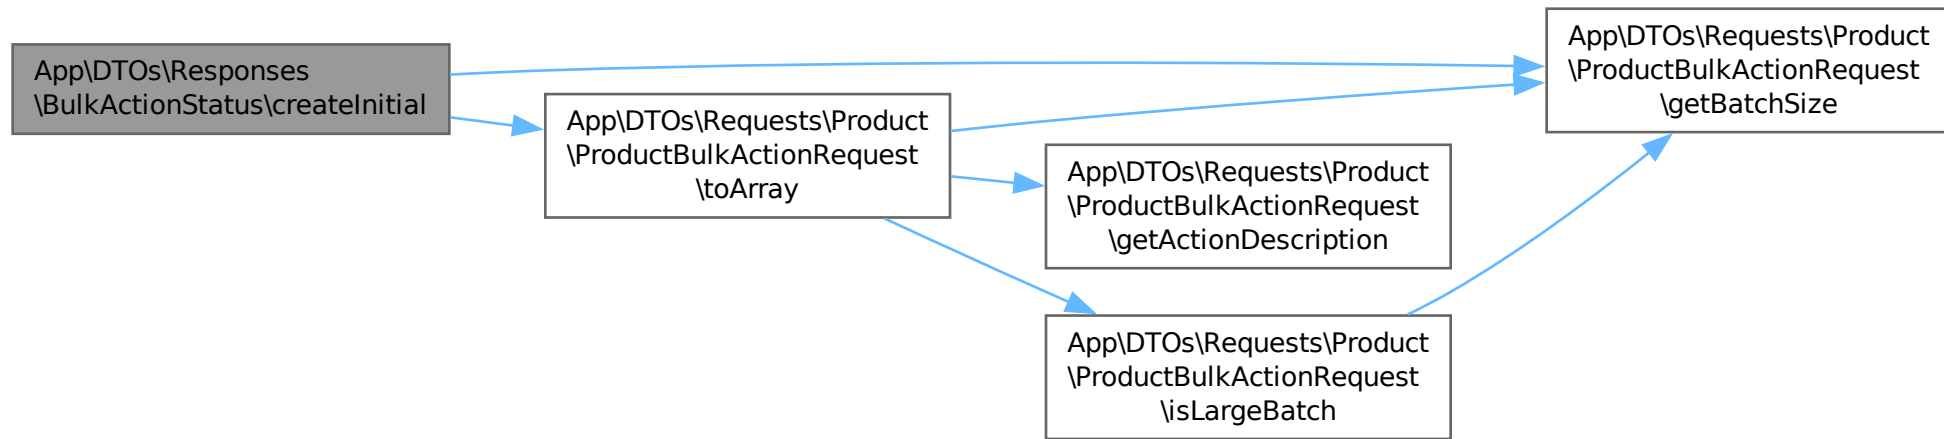 App\DTOs\Responses
\BulkActionStatus\createInitial
App\DTOs\Requests\Product
\ProductBulkActionRequest
\toArray
App\DTOs\Requests\Product
\ProductBulkActionRequest
\getActionDescription
App\DTOs\Requests\Product
\ProductBulkActionRequest
\isLargeBatch
App\DTOs\Requests\Product
\ProductBulkActionRequest
\getBatchSize